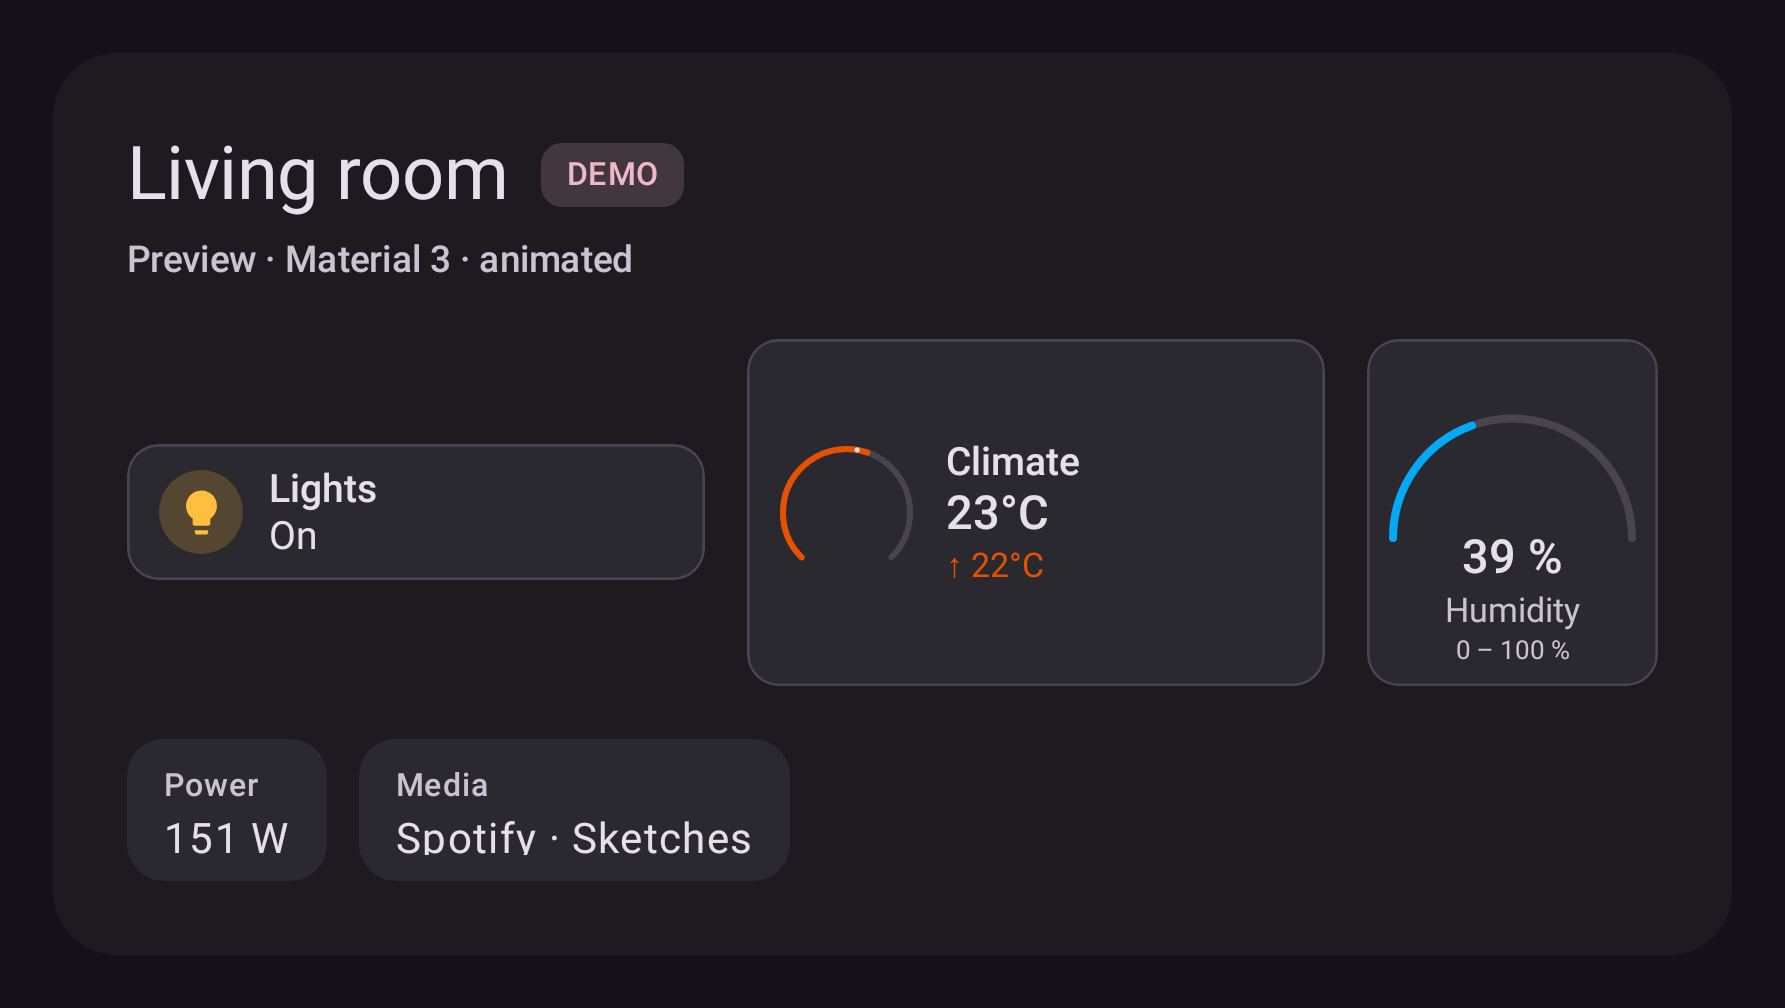 Living room DEMO
Preview · Material 3 · animated
Lights
On
Climate
23°C
↑ 22°C
39 %
Humidity
0 – 100 %
Power
151 W
Media
Spotify · Sketches